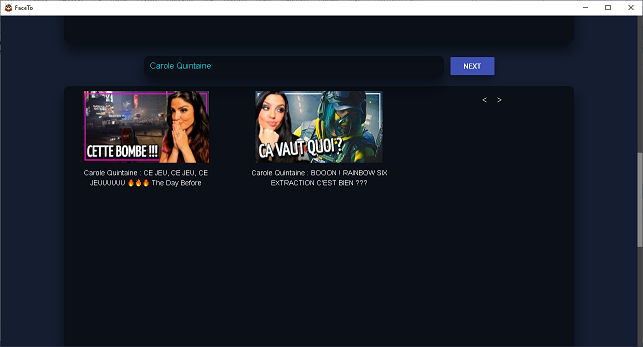 FaceTo
Carole Quintaine
NEXT
< >
CETTE BOMBE !!!
ÇA VAUT QUOI ?
Carole Quintaine : CE JEU, CE JEU, CE
JEUUUUUU 🔥🔥🔥 The Day Before
Carole Quintaine : BOOON ! RAINBOW SIX
EXTRACTION C'EST BIEN ???